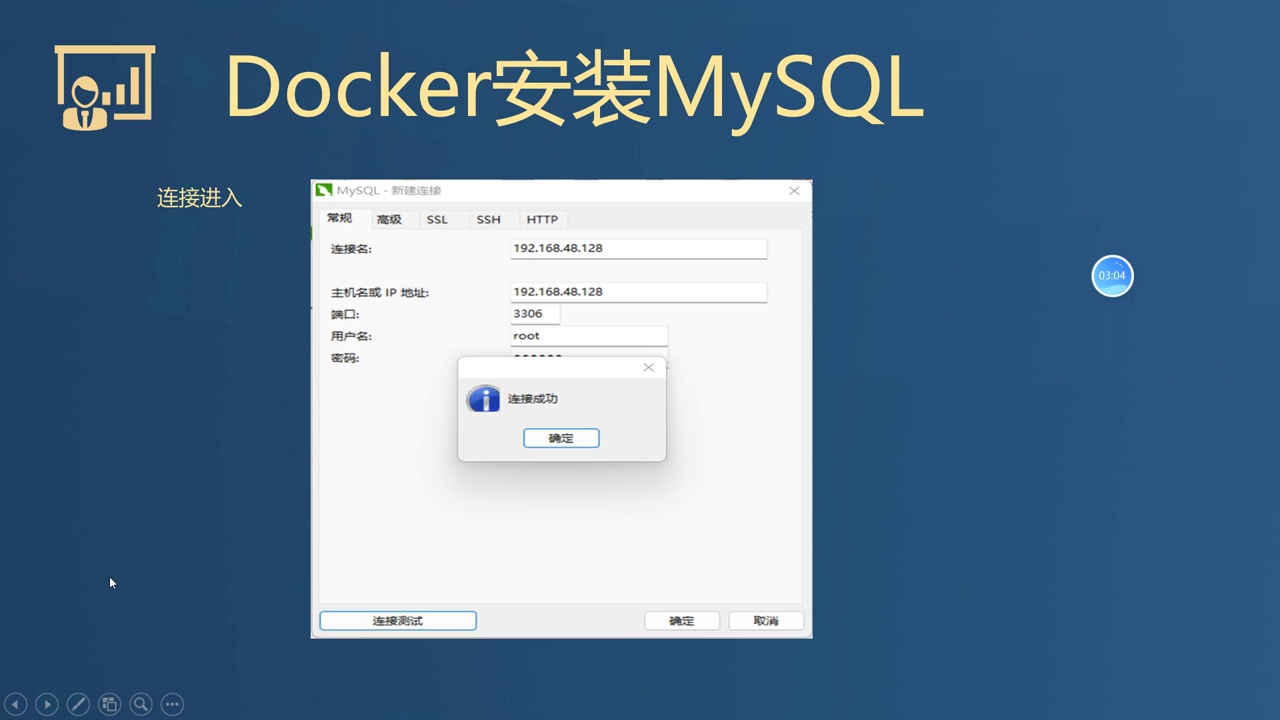 Docker安装MySQL
连接进入
MySQL - 新建连接
常规 高级 SSL SSH HTTP
连接名: 192.168.48.128
主机名或 IP 地址: 192.168.48.128
端口: 3306
用户名: root
密码:
连接成功
确定
连接测试 确定 取消
03:04